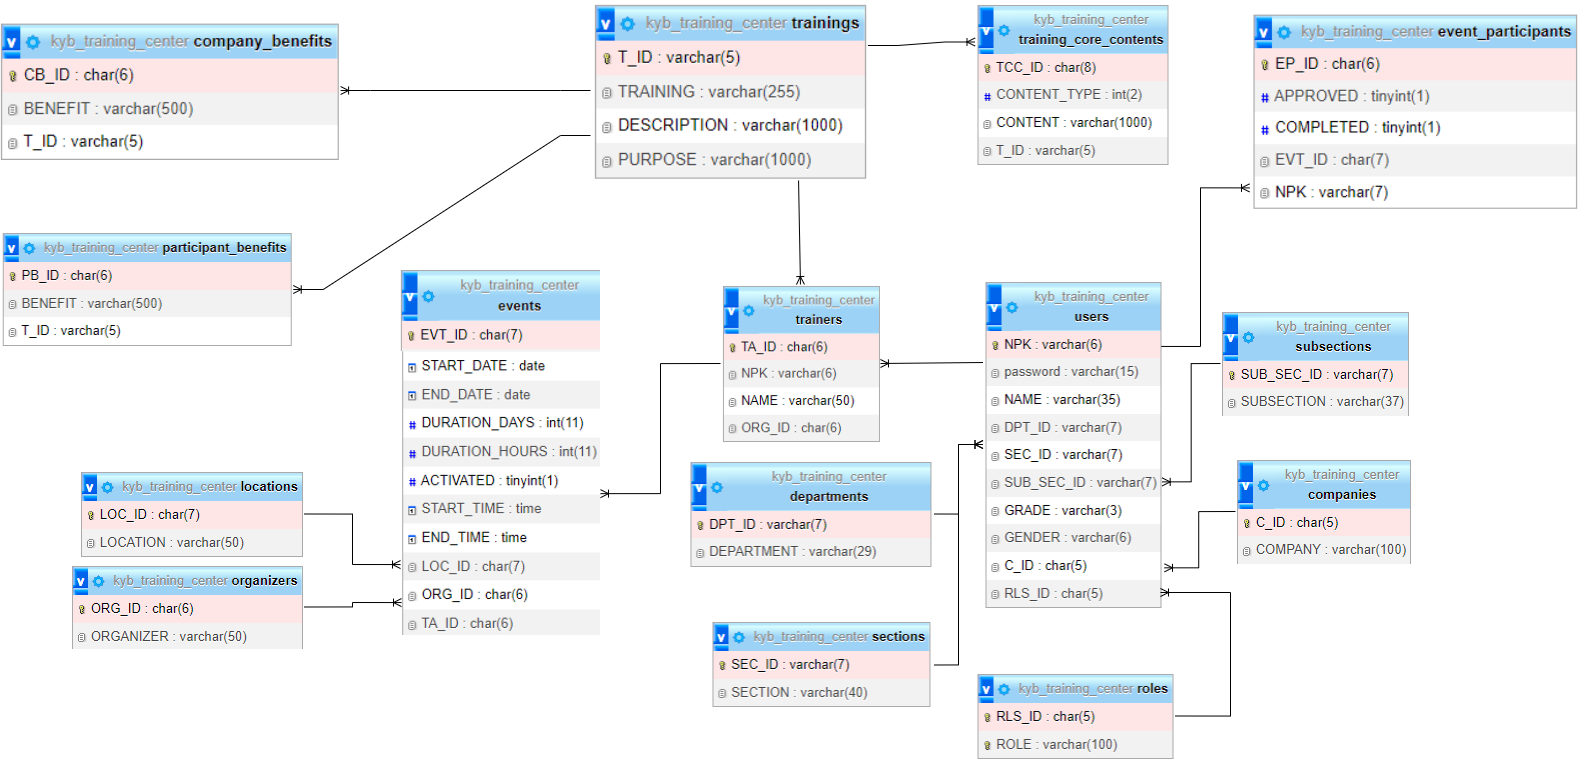 kyb_training_center company_benefits
CB_ID : char(6)
BENEFIT : varchar(500)
T_ID : varchar(5)
kyb_training_center trainings
T_ID : varchar(5)
TRAINING : varchar(255)
DESCRIPTION : varchar(1000)
PURPOSE : varchar(1000)
kyb_training_center
training_core_contents
TCC_ID : char(8)
CONTENT_TYPE : int(2)
CONTENT : varchar(1000)
T_ID : varchar(5)
kyb_training_center event_participants
EP_ID : char(6)
APPROVED : tinyint(1)
COMPLETED : tinyint(1)
EVT_ID : char(7)
NPK : varchar(7)
kyb_training_center participant_benefits
PB_ID : char(6)
BENEFIT : varchar(500)
T_ID : varchar(5)
kyb_training_center
events
EVT_ID : char(7)
START_DATE : date
END_DATE : date
DURATION_DAYS : int(11)
DURATION_HOURS : int(11)
ACTIVATED : tinyint(1)
START_TIME : time
END_TIME : time
LOC_ID : char(7)
ORG_ID : char(6)
TA_ID : char(6)
kyb_training_center
trainers
TA_ID : char(6)
NPK : varchar(6)
NAME : varchar(50)
ORG_ID : char(6)
kyb_training_center
users
NPK : varchar(6)
password : varchar(15)
NAME : varchar(35)
DPT_ID : varchar(7)
SEC_ID : varchar(7)
SUB_SEC_ID : varchar(7)
GRADE : varchar(3)
GENDER : varchar(6)
C_ID : char(5)
RLS_ID : char(5)
kyb_training_center
subsections
SUB_SEC_ID : varchar(7)
SUBSECTION : varchar(37)
kyb_training_center locations
LOC_ID : char(7)
LOCATION : varchar(50)
kyb_training_center organizers
ORG_ID : char(6)
ORGANIZER : varchar(50)
kyb_training_center
departments
DPT_ID : varchar(7)
DEPARTMENT : varchar(29)
kyb_training_center
companies
C_ID : char(5)
COMPANY : varchar(100)
kyb_training_center sections
SEC_ID : varchar(7)
SECTION : varchar(40)
kyb_training_center roles
RLS_ID : char(5)
ROLE : varchar(100)